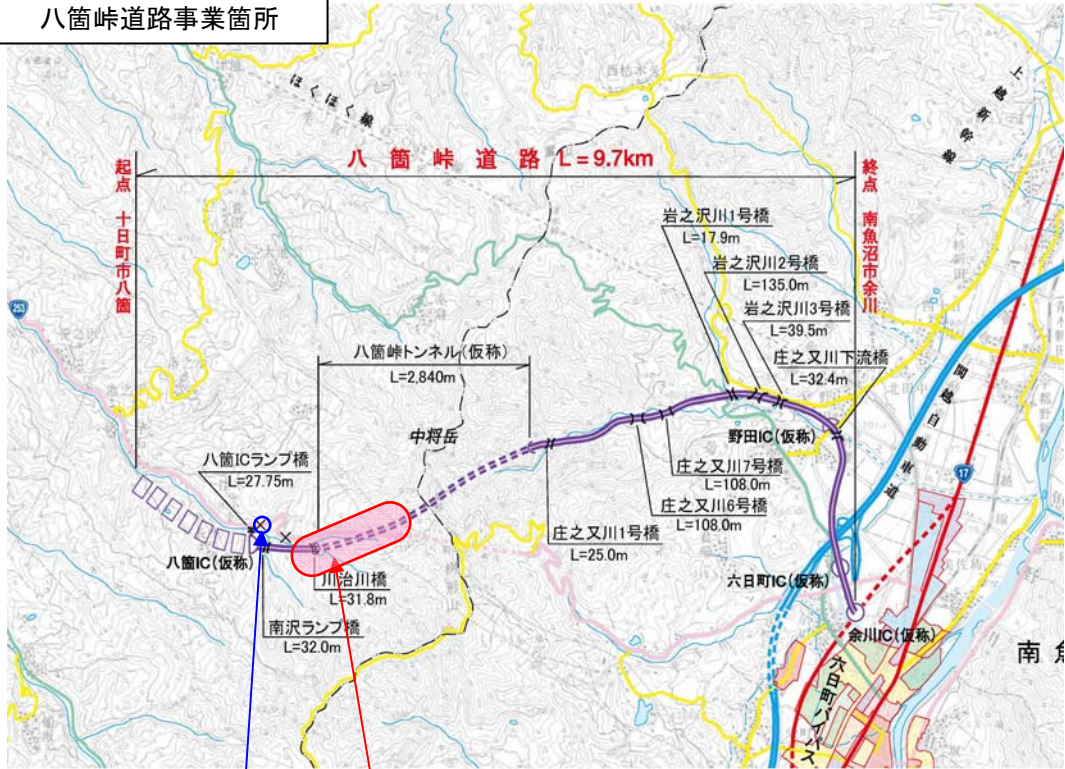 八箇峠道路事業箇所
ほくほく線
上越新幹線
八箇峠道路 L=9.7km
起点 十日町市八箇
終点 南魚沼市余川
岩之沢川1号橋
L=17.9m
岩之沢川2号橋
L=135.0m
岩之沢川3号橋
L=39.5m
庄之又川下流橋
L=32.4m
253
八箇峠トンネル(仮称)
L=2,840m
中将岳
関越自動車道
野田IC(仮称)
17
八箇ICランプ橋
L=27.75m
庄之又川7号橋
L=108.0m
庄之又川6号橋
L=108.0m
庄之又川1号橋
L=25.0m
八箇IC(仮称)
川治川橋
L=31.8m
六日町IC(仮称)
南沢ランプ橋
L=32.0m
余川IC(仮称)
南魚
六日町バイパス